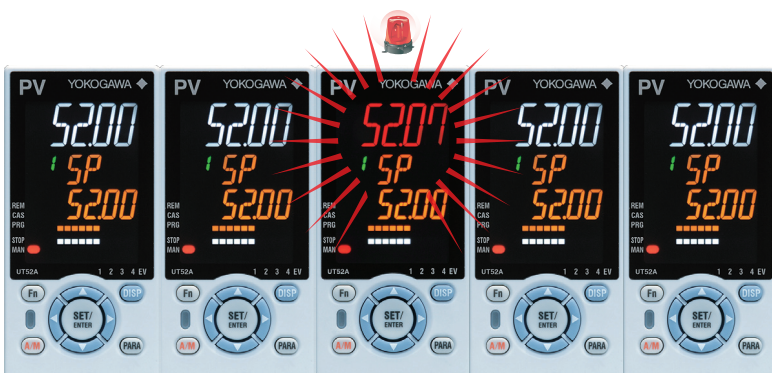 PV YOKOGAWA
52.00
1 SP
52.00
REM
CAS
PRG
STOP
MAN
UT52A 1 2 3 4 EV
Fn DISP
SET/
ENTER
A/M PARA
PV YOKOGAWA
52.00
1 SP
52.00
REM
CAS
PRG
STOP
MAN
UT52A 1 2 3 4 EV
Fn DISP
SET/
ENTER
A/M PARA
PV YOKOGAWA
52.07
1 SP
52.00
REM
CAS
PRG
STOP
MAN
UT52A 1 2 3 4 EV
Fn DISP
SET/
ENTER
A/M PARA
PV YOKOGAWA
52.00
1 SP
52.00
REM
CAS
PRG
STOP
MAN
UT52A 1 2 3 4 EV
Fn DISP
SET/
ENTER
A/M PARA
PV YOKOGAWA
52.00
1 SP
52.00
REM
CAS
PRG
STOP
MAN
UT52A 1 2 3 4 EV
Fn DISP
SET/
ENTER
A/M PARA